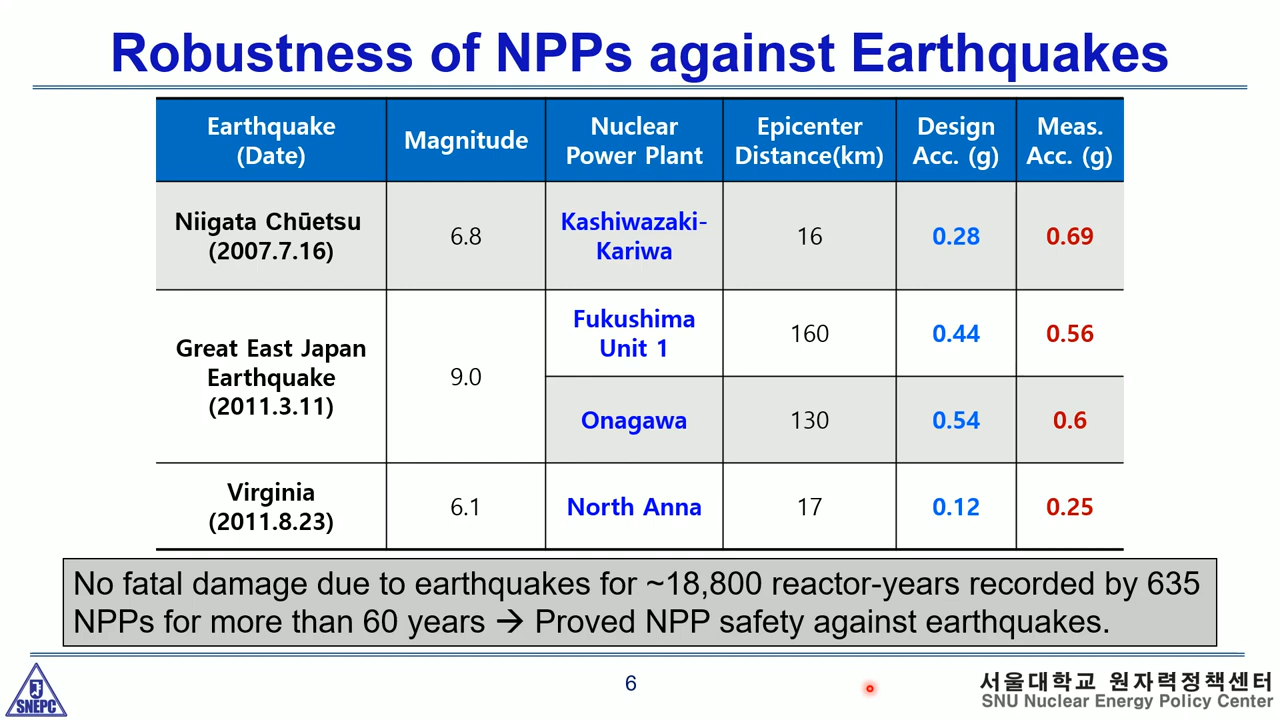 Robustness of NPPs against Earthquakes
Earthquake
(Date)
Magnitude
Nuclear
Power Plant
Epicenter
Distance(km)
Design
Acc. (g)
Meas.
Acc. (g)
Niigata Chūetsu
(2007.7.16)
6.8
Kashiwazaki-
Kariwa
16
0.28
0.69
Great East Japan
Earthquake
(2011.3.11)
9.0
Fukushima
Unit 1
160
0.44
0.56
Onagawa
130
0.54
0.6
Virginia
(2011.8.23)
6.1
North Anna
17
0.12
0.25
No fatal damage due to earthquakes for ~18,800 reactor-years recorded by 635
NPPs for more than 60 years → Proved NPP safety against earthquakes.
SNEPC
6
서울대학교 원자력정책센터
SNU Nuclear Energy Policy Center